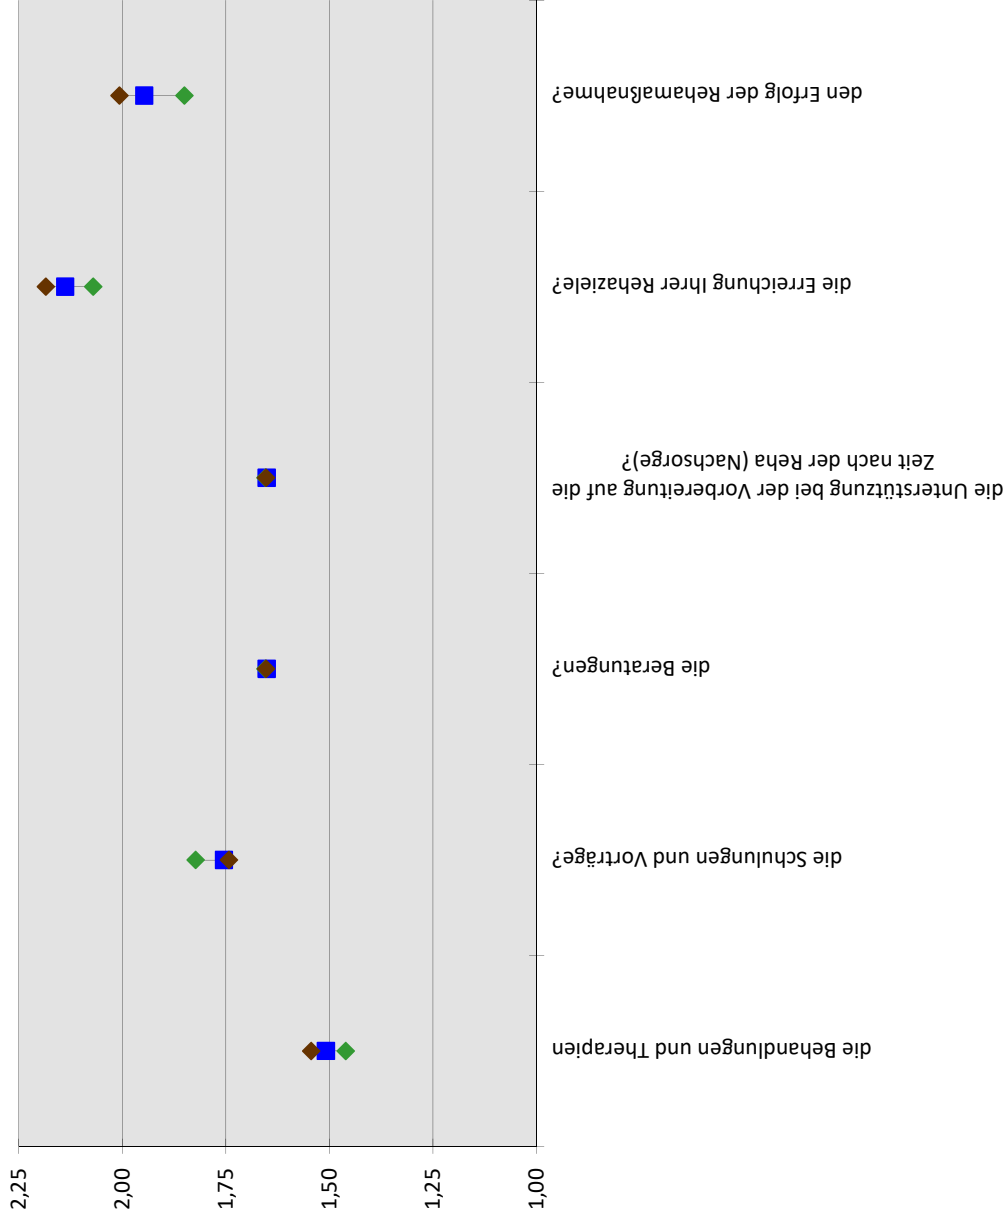 den Erfolg der Rehamaßnahme?
die Erreichung Ihrer Rehaziele?
die Unterstützung bei der Vorbereitung auf die
Zeit nach der Reha (Nachsorge)?
die Beratungen?
die Schulungen und Vorträge?
die Behandlungen und Therapien
2,25
2,00
1,75
1,50
1,25
1,00